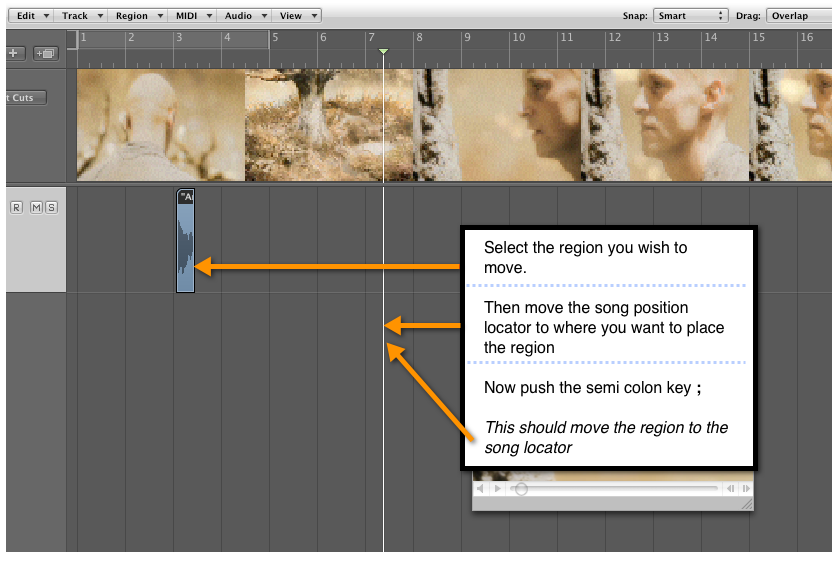 Edit Track Region MIDI Audio View Snap: Smart Drag: Overlap
1 2 3 4 5 6 7 8 9 10 11 12 13 14 15 16
t Cuts
R M S
"A
Select the region you wish to
move.
Then move the song position
locator to where you want to place
the region
Now push the semi colon key ;
This should move the region to the
song locator